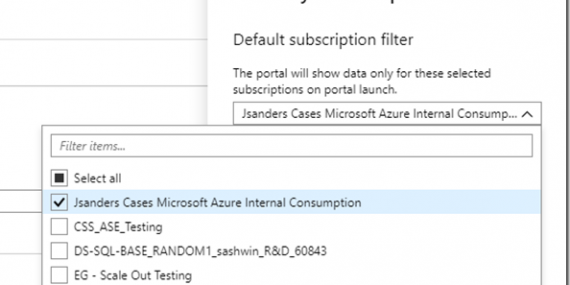 Default subscription filter
The portal will show data only for these selected
subscriptions on portal launch.
Jsanders Cases Microsoft Azure Internal Consump...
Filter items...
Select all
Jsanders Cases Microsoft Azure Internal Consumption
CSS_ASE_Testing
DS-SQL-BASE_RANDOM1_sashwin_R&D_60843
EG - Scale Out Testing